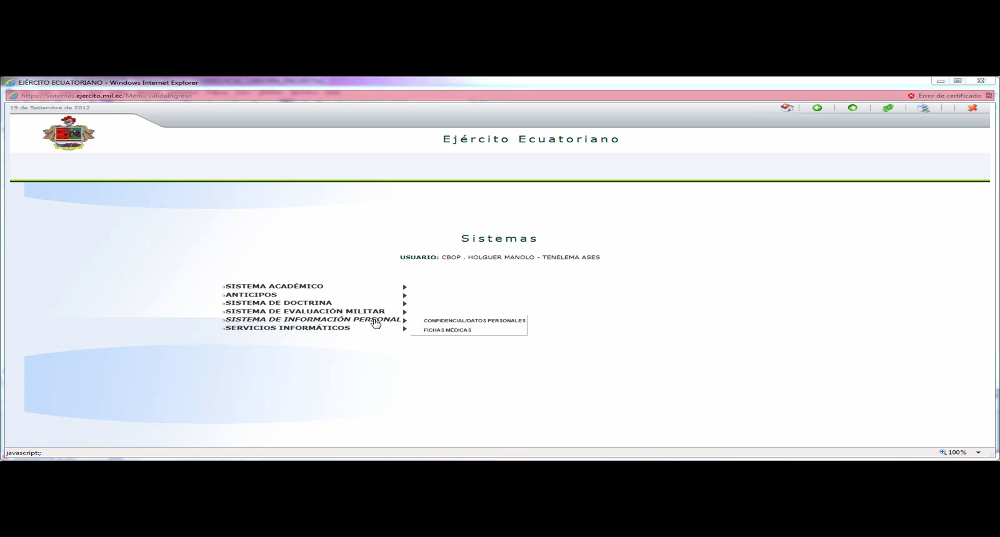 EJÉRCITO ECUATORIANO - Windows Internet Explorer
https://sistemas.ejercito.mil.ec/Menu/validaIngreso
Error de certificado
19 de Setiembre de 2012
Ejército Ecuatoriano
Sistemas
USUARIO: CBOP . HOLGUER MANOLO - TENELEMA ASES
SISTEMA ACADÉMICO
ANTICIPOS
SISTEMA DE DOCTRINA
SISTEMA DE EVALUACIÓN MILITAR
SISTEMA DE INFORMACIÓN PERSONAL
CONFIDENCIAL/DATOS PERSONALES
SERVICIOS INFORMÁTICOS
FICHAS MÉDICAS
javascript:;
100%